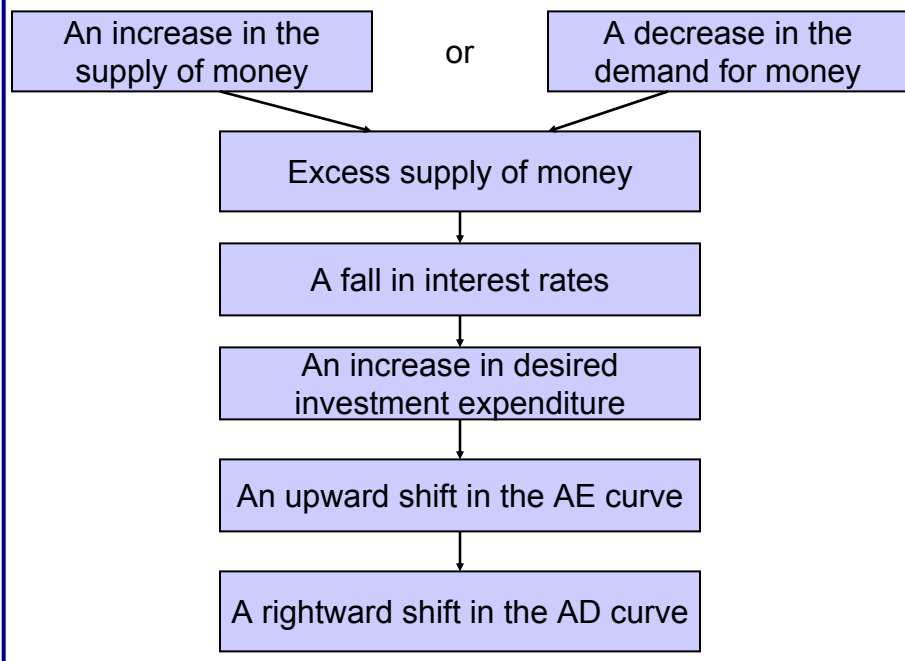 An increase in the
supply of money
or
A decrease in the
demand for money
Excess supply of money
A fall in interest rates
An increase in desired
investment expenditure
An upward shift in the AE curve
A rightward shift in the AD curve